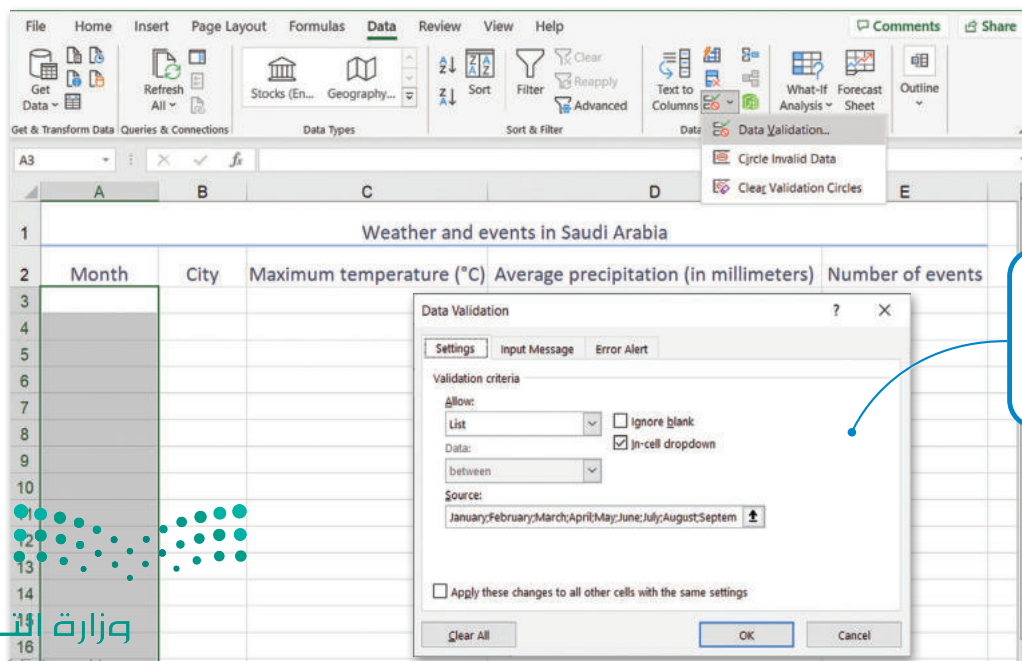 File Home Insert Page Layout Formulas Data Review View Help Comments Share
Get Data
Refresh All
Stocks (En... Geography...
Sort
Filter
Clear
Reapply
Advanced
Text to Columns
What-If Analysis
Forecast Sheet
Outline
Get & Transform Data Queries & Connections Data Types Sort & Filter Data
Data Validation...
Circle Invalid Data
Clear Validation Circles
A3 fx
A B C D E
1 Weather and events in Saudi Arabia
2 Month City Maximum temperature (°C) Average precipitation (in millimeters) Number of events
3
4
5
6
7
8
9
10
12
13
14
16
Data Validation ? ×
Settings Input Message Error Alert
Validation criteria
Allow:
List Ignore blank
In-cell dropdown
Data:
between
Source:
January;February;March;April;May;June;July;August;Septem
Apply these changes to all other cells with the same settings
Clear All OK Cancel
وزارة